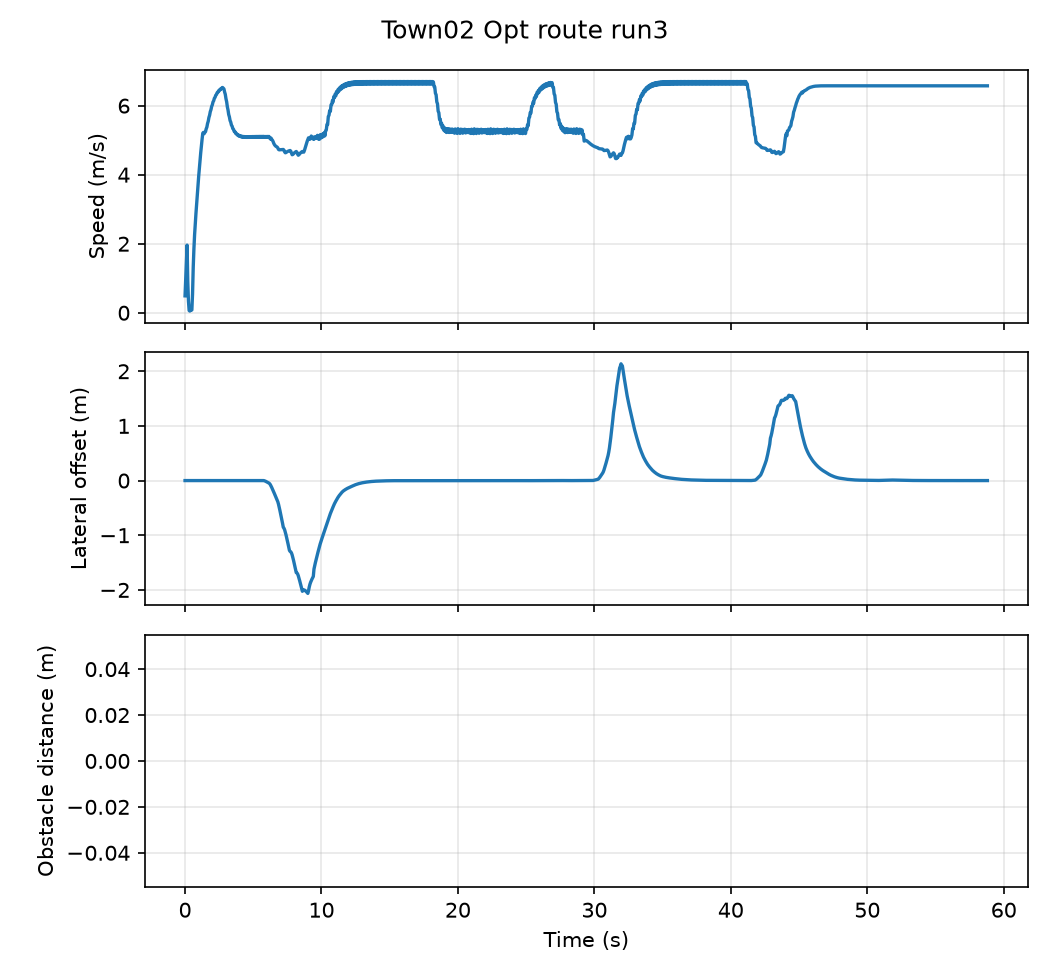 Town02 Opt route run3
Speed (m/s)
6
4
2
0
Lateral offset (m)
2
1
0
−1
−2
Obstacle distance (m)
0.04
0.02
0.00
−0.02
−0.04
0 10 20 30 40 50 60
Time (s)